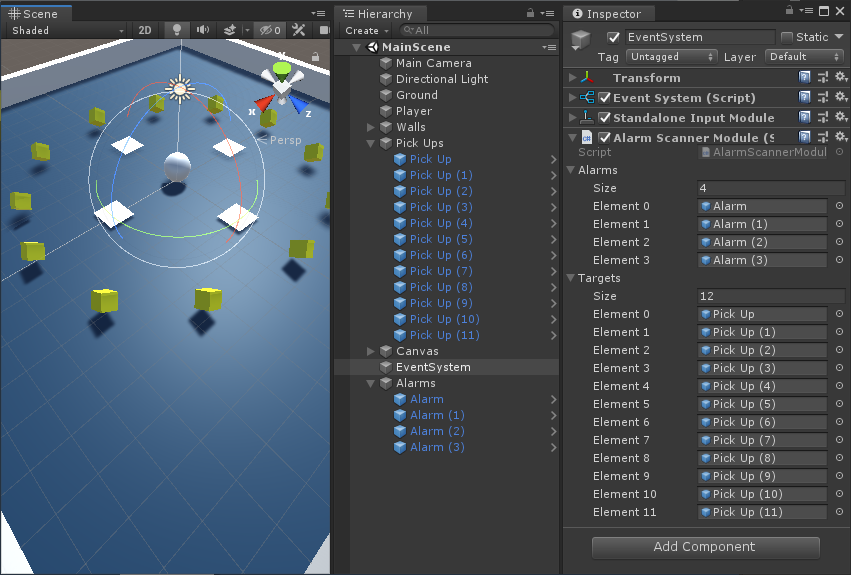 Scene
Shaded
2D
0
y
x
z
Persp
Hierarchy
Create
All
MainScene
Main Camera
Directional Light
Ground
Player
Walls
Pick Ups
Pick Up
Pick Up (1)
Pick Up (2)
Pick Up (3)
Pick Up (4)
Pick Up (5)
Pick Up (6)
Pick Up (7)
Pick Up (8)
Pick Up (9)
Pick Up (10)
Pick Up (11)
Canvas
EventSystem
Alarms
Alarm
Alarm (1)
Alarm (2)
Alarm (3)
Inspector
EventSystem Static
Tag Untagged Layer Default
Transform
Event System (Script)
Standalone Input Module
Alarm Scanner Module (S
Script AlarmScannerModul
Alarms
Size 4
Element 0 Alarm
Element 1 Alarm (1)
Element 2 Alarm (2)
Element 3 Alarm (3)
Targets
Size 12
Element 0 Pick Up
Element 1 Pick Up (1)
Element 2 Pick Up (2)
Element 3 Pick Up (3)
Element 4 Pick Up (4)
Element 5 Pick Up (5)
Element 6 Pick Up (6)
Element 7 Pick Up (7)
Element 8 Pick Up (8)
Element 9 Pick Up (9)
Element 10 Pick Up (10)
Element 11 Pick Up (11)
Add Component